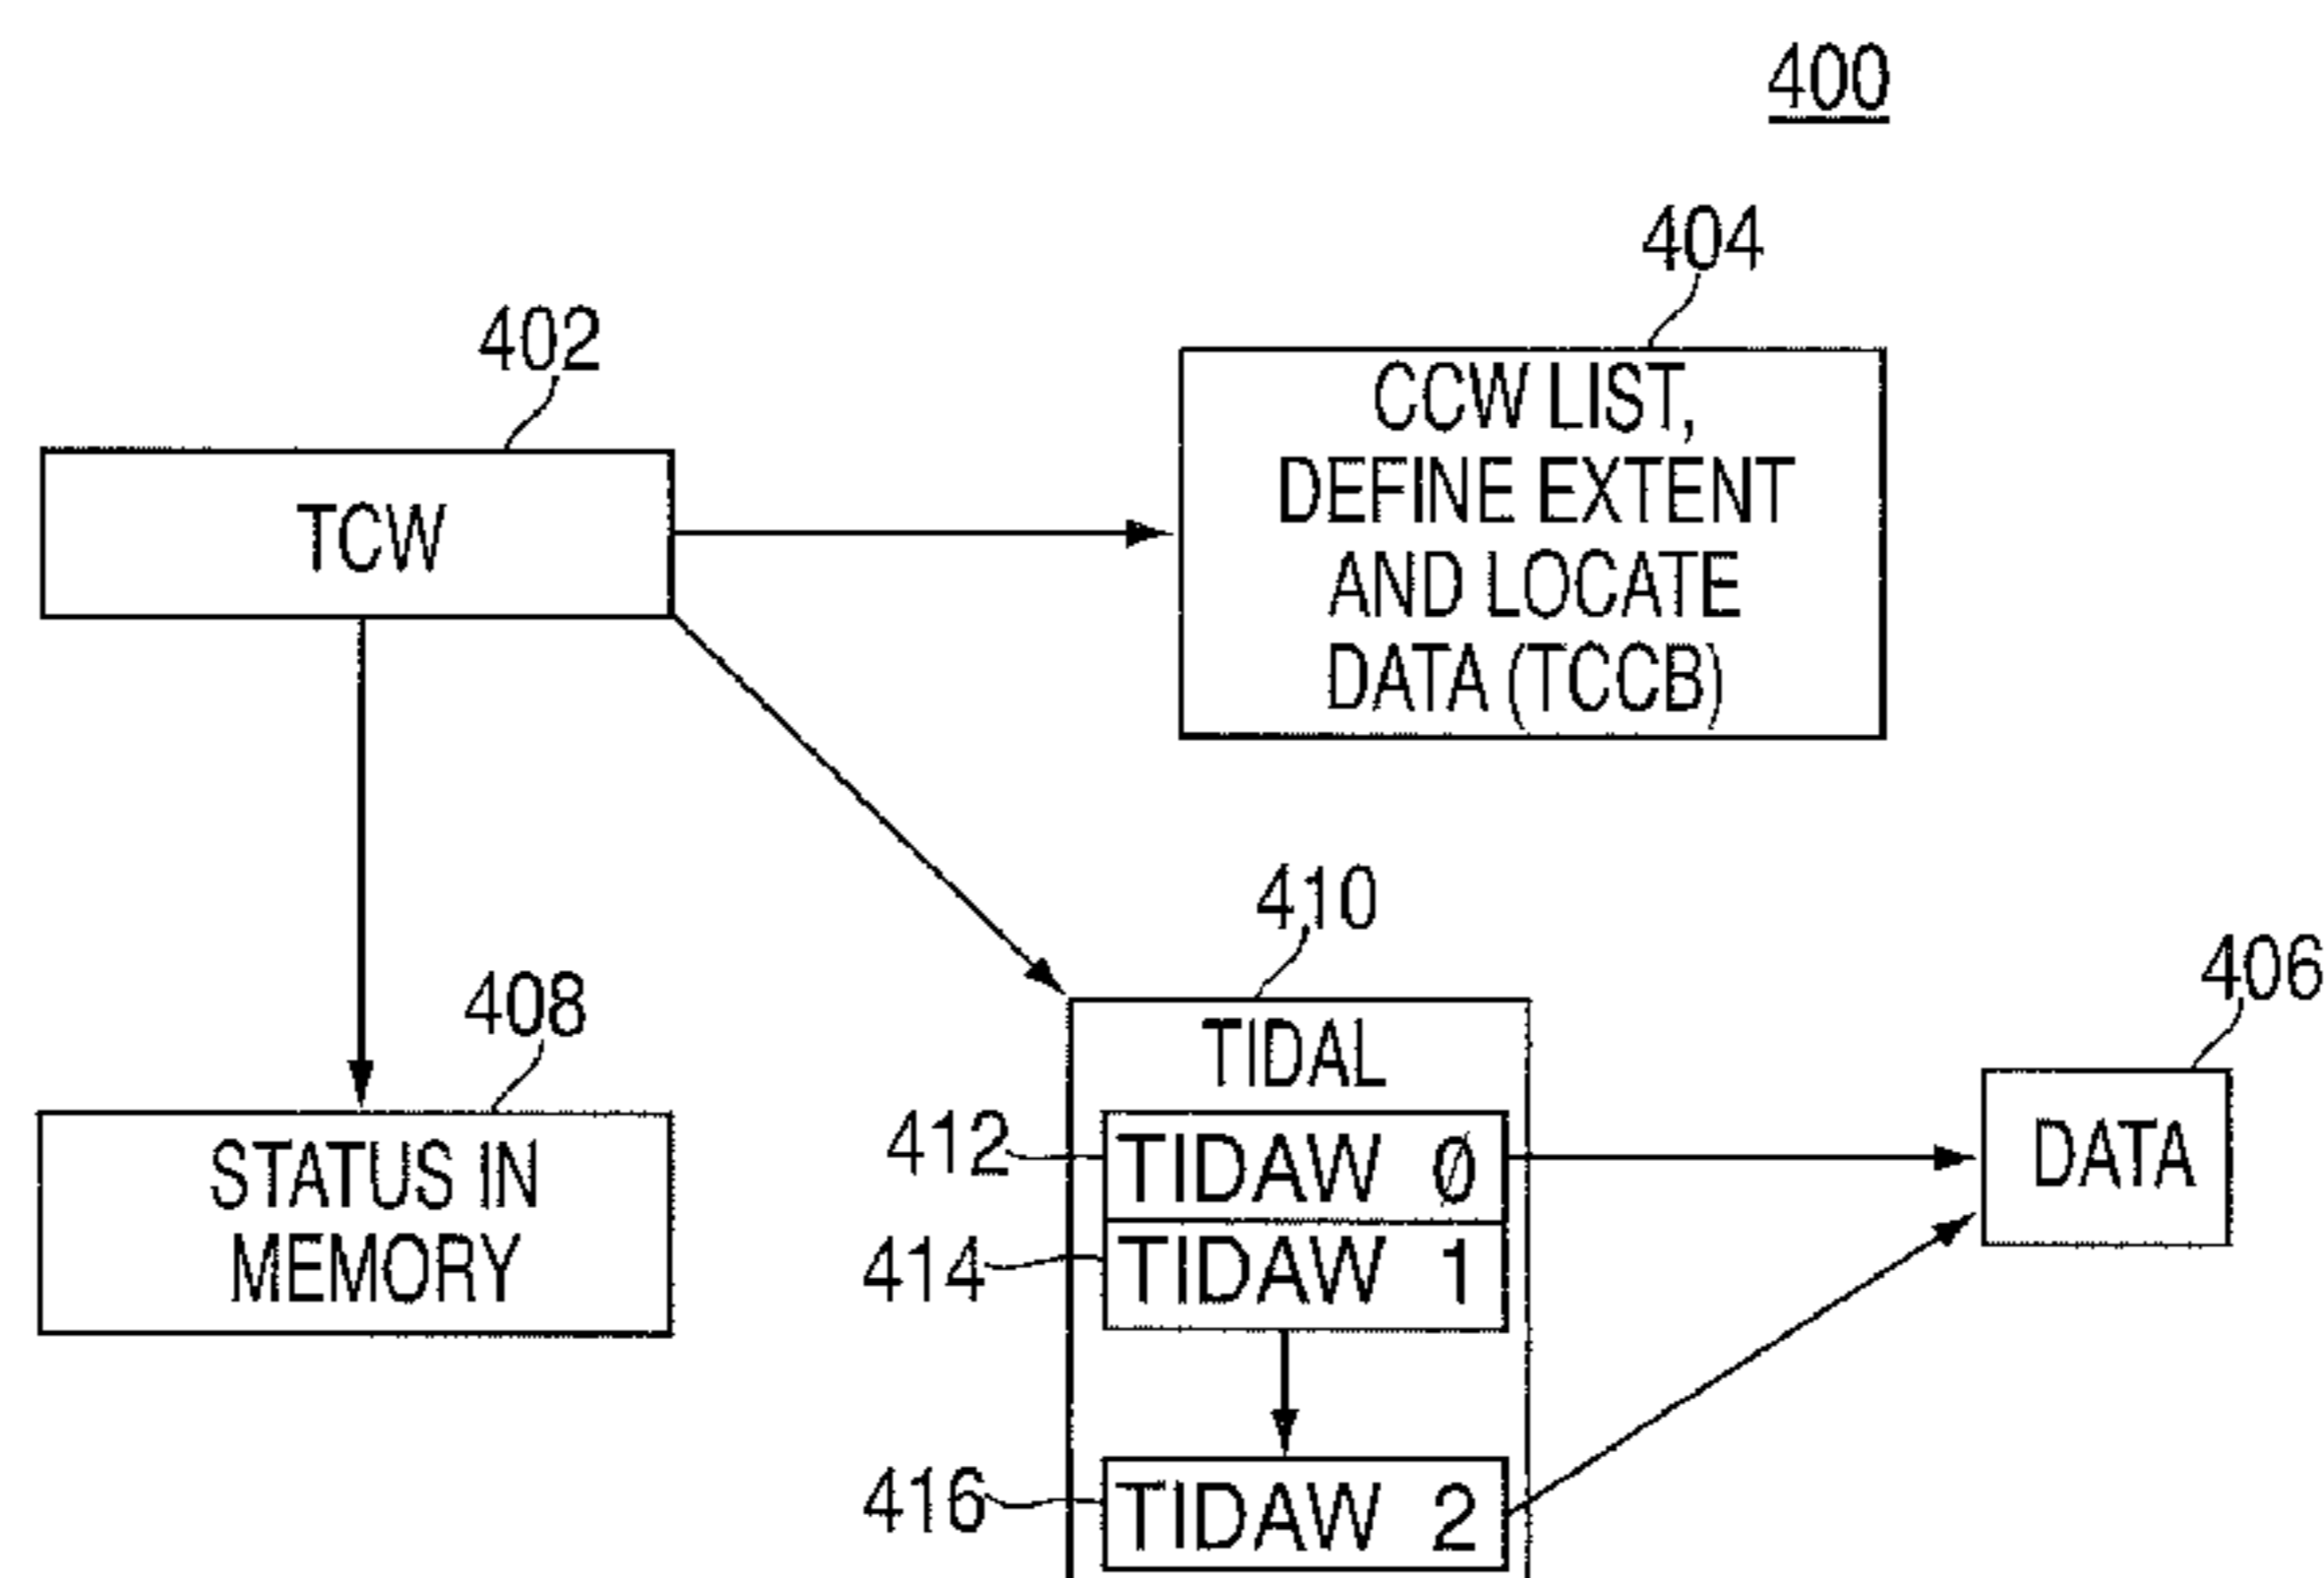 400
404
402
CCW LIST,
DEFINE EXTENT
AND LOCATE
DATA (TCCB)
TCW
410
406
408
TIDAL
412
TIDAW 0
DATA
STATUS IN
MEMORY
414
TIDAW 1
416
TIDAW 2